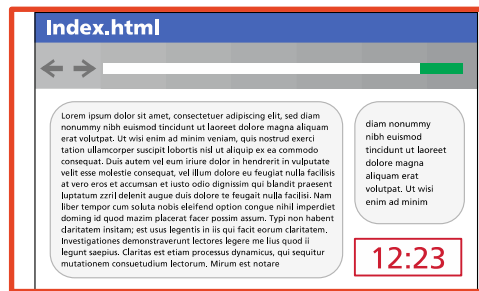 Index.html
Lorem ipsum dolor sit amet, consectetuer adipiscing elit, sed diam
nonummy nibh euismod tincidunt ut laoreet dolore magna aliquam
erat volutpat. Ut wisi enim ad minim veniam, quis nostrud exerci
tation ullamcorper suscipit lobortis nisl ut aliquip ex ea commodo
consequat. Duis autem vel eum iriure dolor in hendrerit in vulputate
velit esse molestie consequat, vel illum dolore eu feugiat nulla facilisis
at vero eros et accumsan et iusto odio dignissim qui blandit praesent
luptatum zzril delenit augue duis dolore te feugait nulla facilisi. Nam
liber tempor cum soluta nobis eleifend option congue nihil imperdiet
doming id quod mazim placerat facer possim assum. Typi non habent
claritatem insitam; est usus legentis in iis qui facit eorum claritatem.
Investigationes demonstraverunt lectores legere me lius quod ii
legunt saepius. Claritas est etiam processus dynamicus, qui sequitur
mutationem consuetudium lectorum. Mirum est notare
diam nonummy
nibh euismod
tincidunt ut laoreet
dolore magna
aliquam erat
volutpat. Ut wisi
enim ad minim
12:23